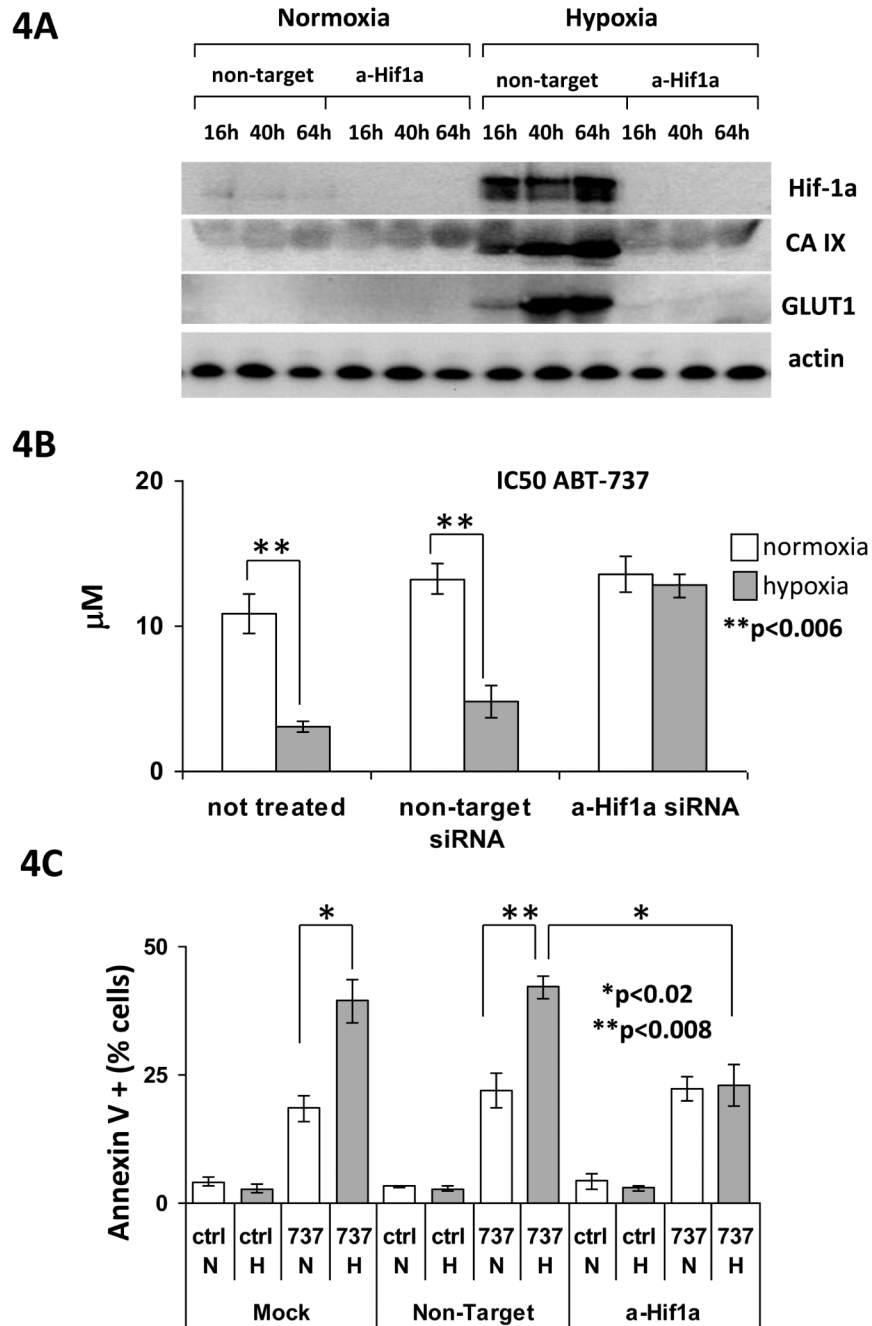 4A
Normoxia Hypoxia
non-target a-Hif1a non-target a-Hif1a
16h 40h 64h 16h 40h 64h 16h 40h 64h 16h 40h 64h
Hif-1a
CA IX
GLUT1
actin
4B
IC50 ABT-737
20
10
0
µM
normoxia
hypoxia
**p<0.006
** **
not treated non-target siRNA a-Hif1a siRNA
4C
* ** *
50
25
0
Annexin V + (% cells)
*p<0.02
**p<0.008
ctrl ctrl 737 737 ctrl ctrl 737 737 ctrl ctrl 737 737
N H N H N H N H N H N H
Mock Non-Target a-Hif1a